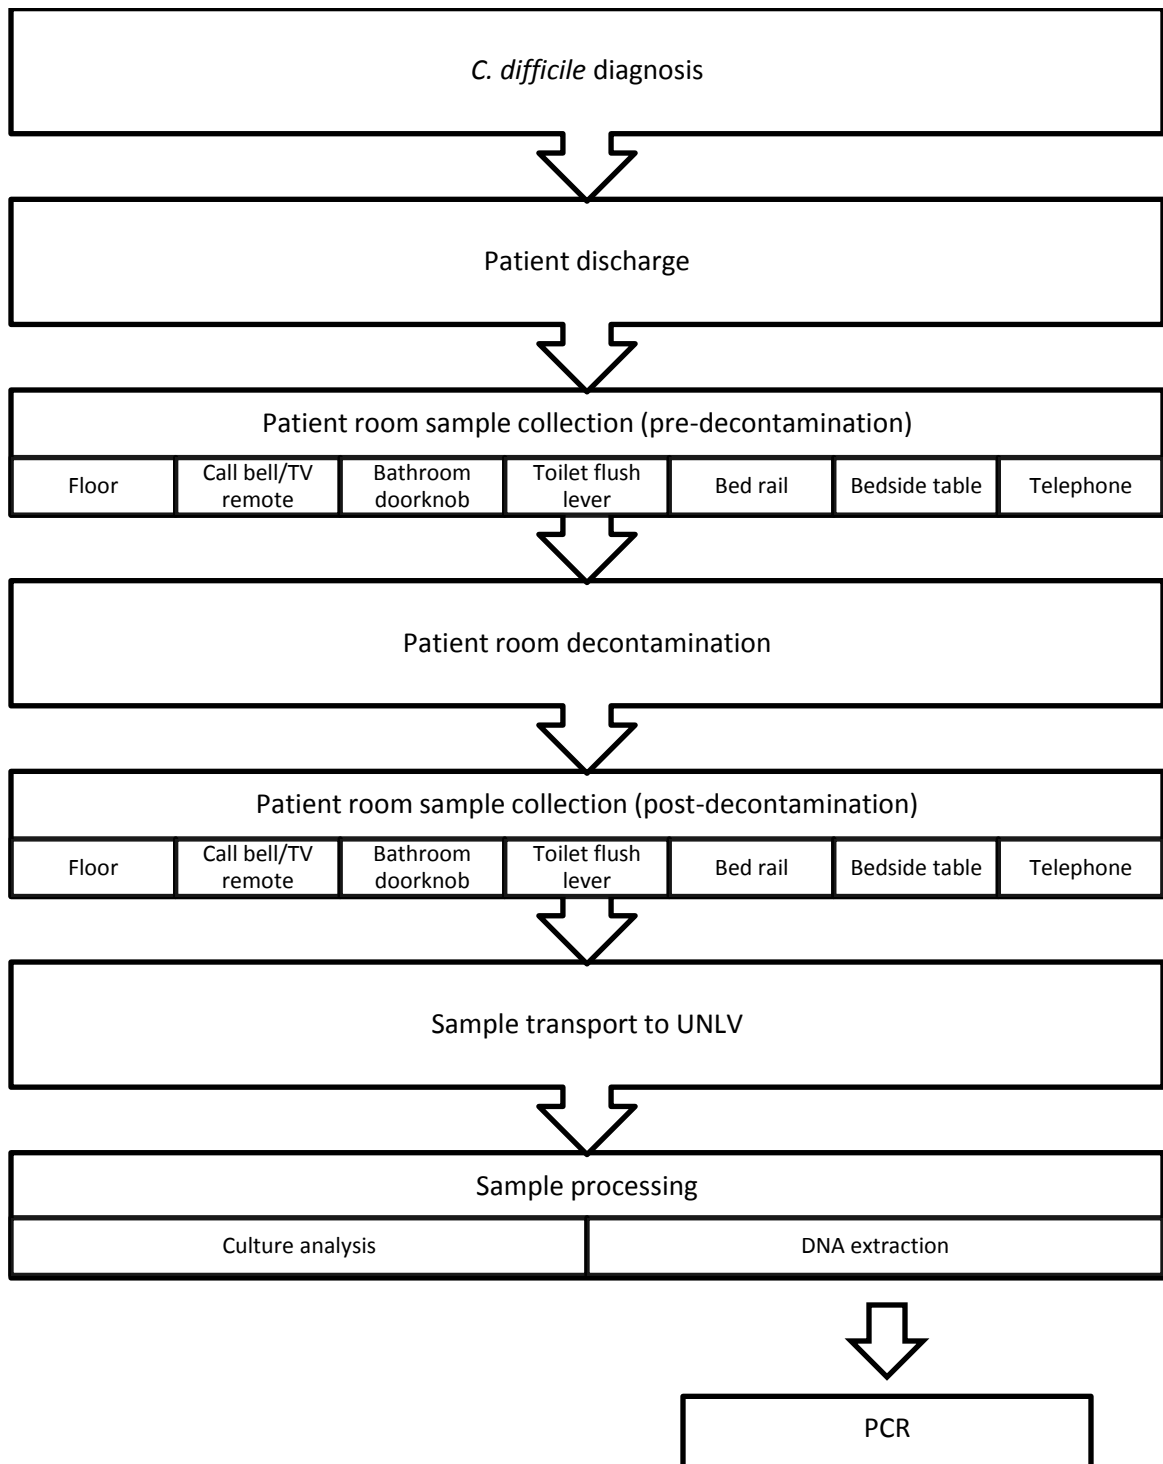 C. difficile diagnosis
Patient discharge
Patient room sample collection (pre-decontamination)
Floor
Call bell/TV
remote
Bathroom
doorknob
Toilet flush
lever
Bed rail
Bedside table
Telephone
Patient room decontamination
Patient room sample collection (post-decontamination)
Floor
Call bell/TV
remote
Bathroom
doorknob
Toilet flush
lever
Bed rail
Bedside table
Telephone
Sample transport to UNLV
Sample processing
Culture analysis
DNA extraction
PCR